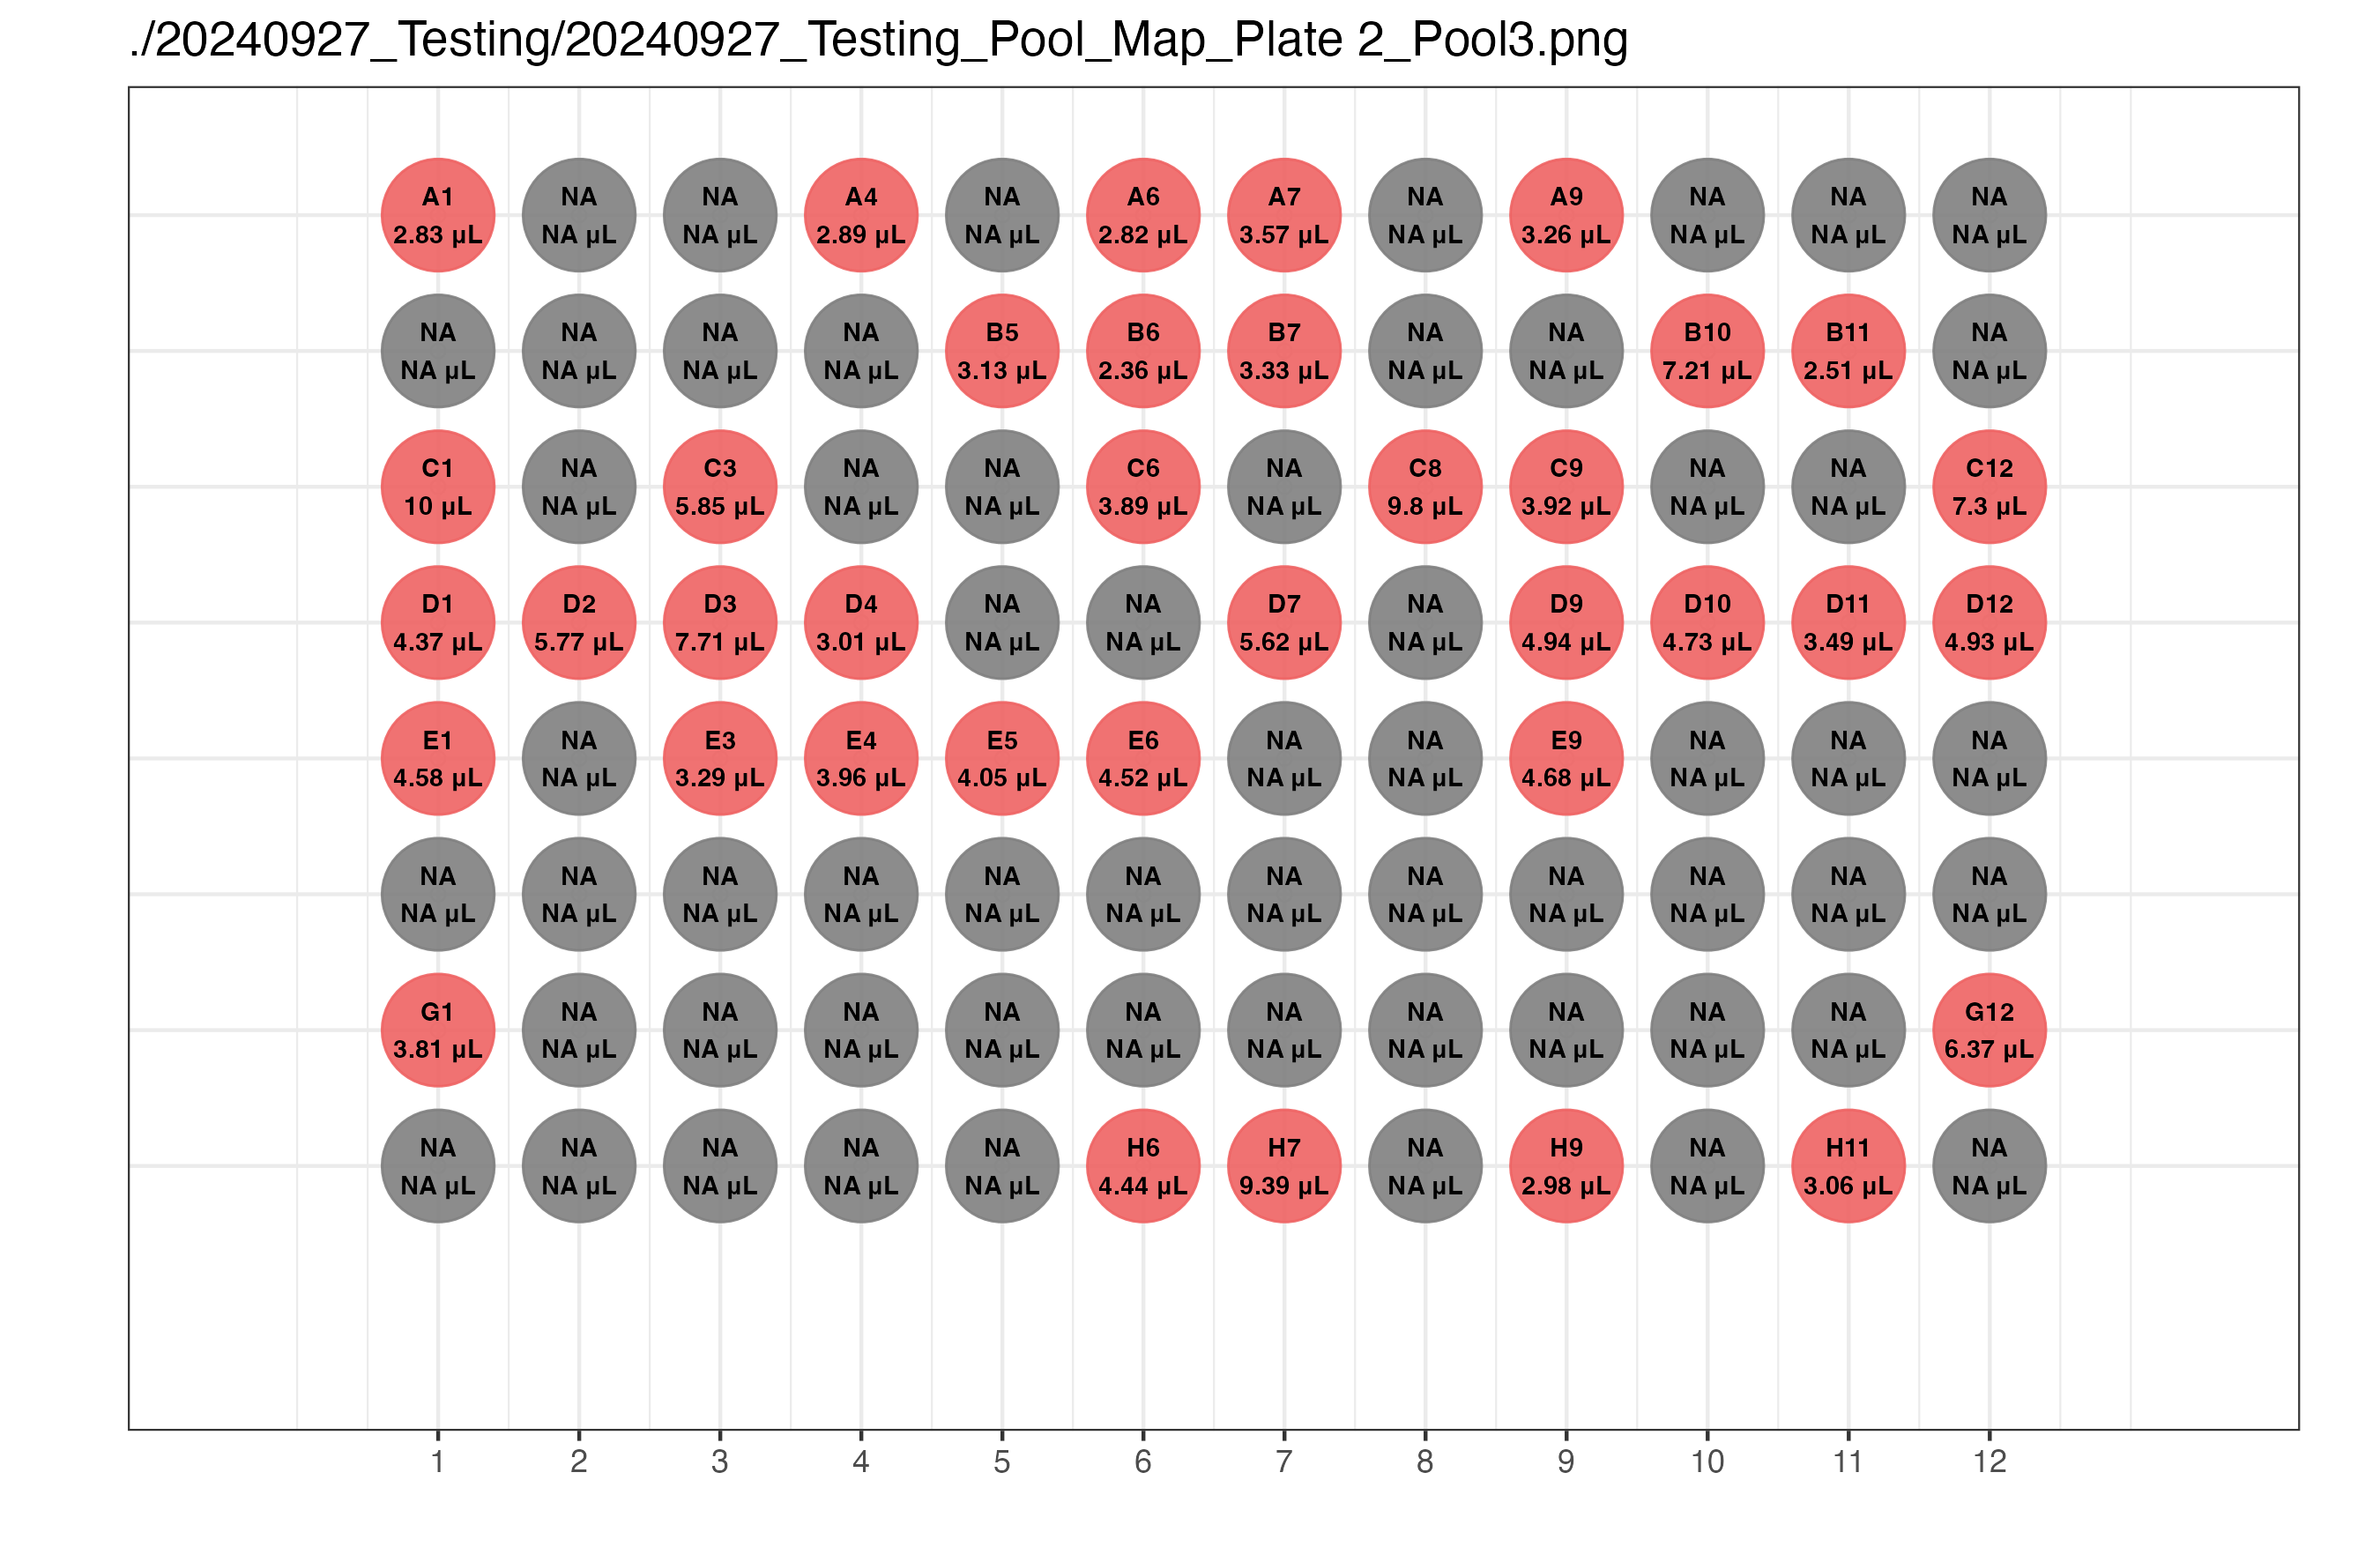 ./20240927_Testing/20240927_Testing_Pool_Map_Plate 2_Pool3.png
A1 NA NA A4 NA A6 A7 NA A9 NA NA NA
2.83 µL NA µL NA µL 2.89 µL NA µL 2.82 µL 3.57 µL NA µL 3.26 µL NA µL NA µL NA µL
NA NA NA NA B5 B6 B7 NA NA B10 B11 NA
NA µL NA µL NA µL NA µL 3.13 µL 2.36 µL 3.33 µL NA µL NA µL 7.21 µL 2.51 µL NA µL
C1 NA C3 NA NA C6 NA C8 C9 NA NA C12
10 µL NA µL 5.85 µL NA µL NA µL 3.89 µL NA µL 9.8 µL 3.92 µL NA µL NA µL 7.3 µL
D1 D2 D3 D4 NA NA D7 NA D9 D10 D11 D12
4.37 µL 5.77 µL 7.71 µL 3.01 µL NA µL NA µL 5.62 µL NA µL 4.94 µL 4.73 µL 3.49 µL 4.93 µL
E1 NA E3 E4 E5 E6 NA NA E9 NA NA NA
4.58 µL NA µL 3.29 µL 3.96 µL 4.05 µL 4.52 µL NA µL NA µL 4.68 µL NA µL NA µL NA µL
NA NA NA NA NA NA NA NA NA NA NA NA
NA µL NA µL NA µL NA µL NA µL NA µL NA µL NA µL NA µL NA µL NA µL NA µL
G1 NA NA NA NA NA NA NA NA NA NA G12
3.81 µL NA µL NA µL NA µL NA µL NA µL NA µL NA µL NA µL NA µL NA µL 6.37 µL
NA NA NA NA NA H6 H7 NA H9 NA H11 NA
NA µL NA µL NA µL NA µL NA µL 4.44 µL 9.39 µL NA µL 2.98 µL NA µL 3.06 µL NA µL
1 2 3 4 5 6 7 8 9 10 11 12